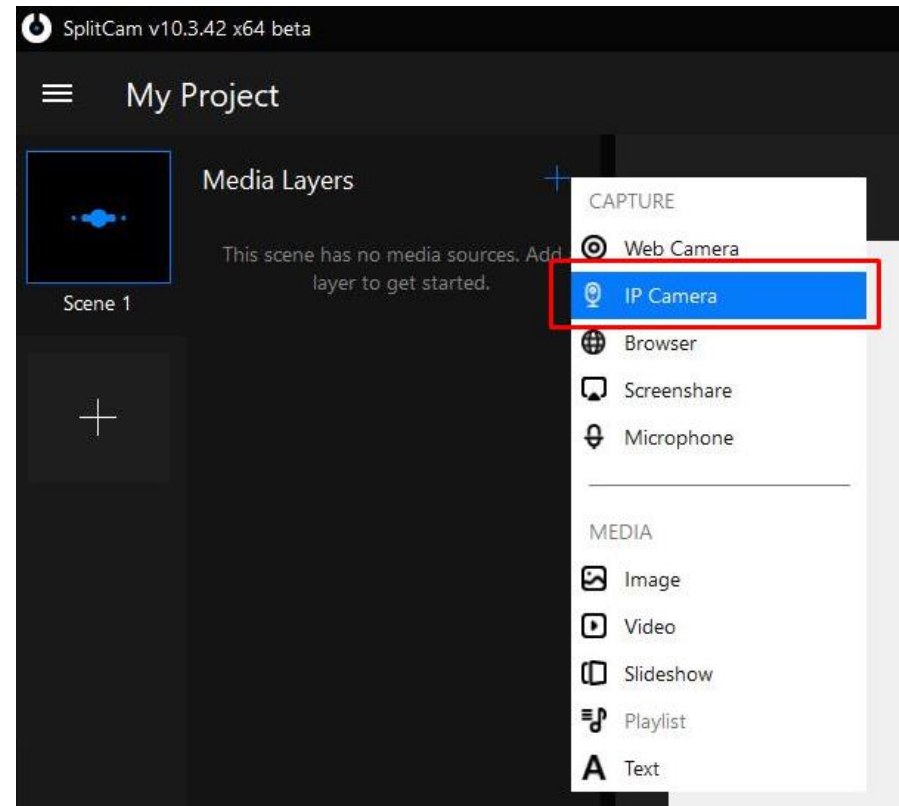 SplitCam v10.3.42 x64 beta
My Project
Media Layers
This scene has no media sources. Add
layer to get started.
Scene 1
CAPTURE
Web Camera
IP Camera
Browser
Screenshare
Microphone
MEDIA
Image
Video
Slideshow
Playlist
Text